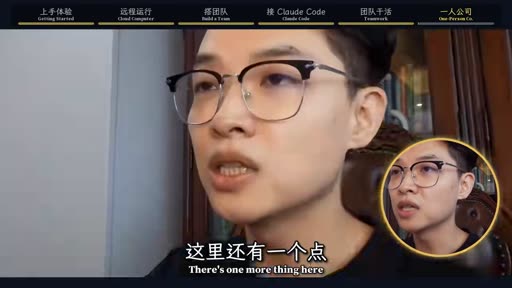 上手体验
Getting Started
远程运行
Cloud Computer
搭团队
Build a Team
接 Claude Code
Claude Code
团队干活
Teamwork
一人公司
One-Person Co.
这里还有一个点
There's one more thing here